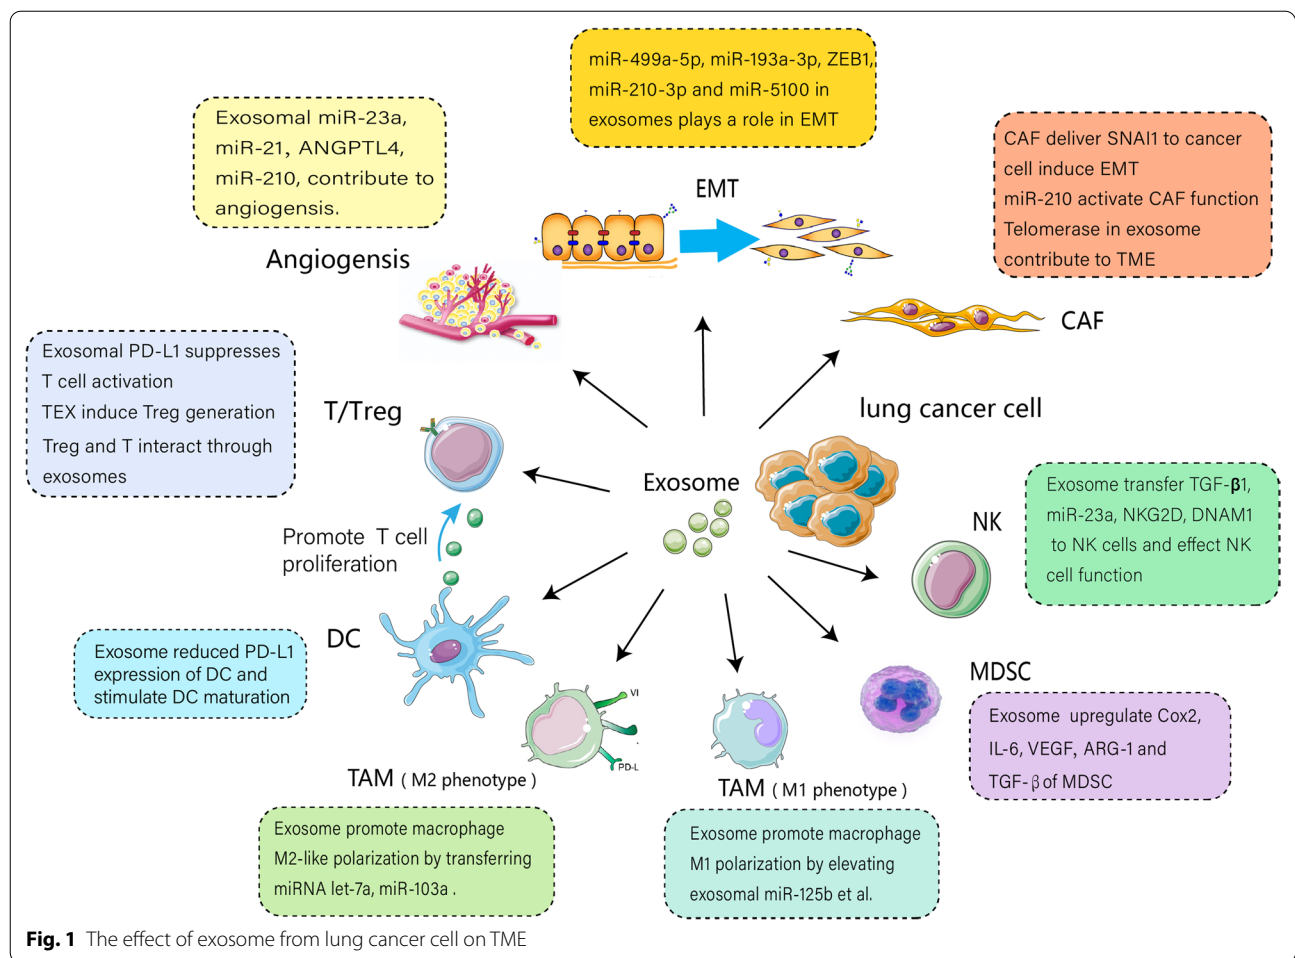 miR-499a-5p, miR-193a-3p, ZEB1,
miR-210-3p and miR-5100 in
exosomes plays a role in EMT
Exosomal miR-23a,
miR-21, ANGPTL4,
miR-210, contribute to
angiogensis.
CAF deliver SNAI1 to cancer
cell induce EMT
miR-210 activate CAF function
Telomerase in exosome
contribute to TME
EMT
Angiogensis
CAF
Exosomal PD-L1 suppresses
T cell activation
TEX induce Treg generation
Treg and T interact through
exosomes
T/Treg
lung cancer cell
Exosome
Exosome transfer TGF-β1,
miR-23a, NKG2D, DNAM1
to NK cells and effect NK
cell function
NK
Promote T cell
proliferation
DC
Exosome reduced PD-L1
expression of DC and
stimulate DC maturation
MDSC
Exosome upregulate Cox2,
IL-6, VEGF, ARG-1 and
TGF-β of MDSC
VI
PD-L
TAM ( M2 phenotype )
TAM ( M1 phenotype )
Exosome promote macrophage
M2-like polarization by transferring
miRNA let-7a, miR-103a .
Exosome promote macrophage
M1 polarization by elevating
exosomal miR-125b et al.
Fig. 1 The effect of exosome from lung cancer cell on TME